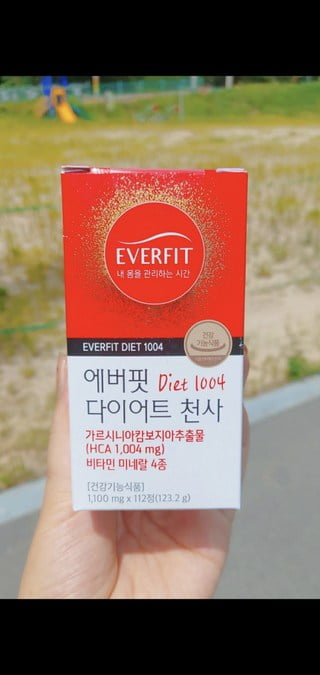 EVERFIT
내 몸을 관리하는 시간
건강
기능식품
EVERFIT DIET 1004
에버핏 Diet 1004
다이어트 천사
가르시니아캄보지아추출물
(HCA 1,004 mg)
비타민 미네랄 4종
[건강기능식품]
1,100 mg x 112정(123.2 g)